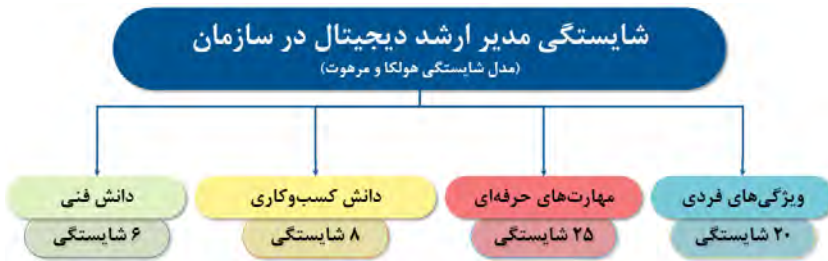 شایستگی مدیر ارشد دیجیتال در سازمان
(مدل شایستگی هولکا و مرهوت)
ویژگی‌های فردی
۲۰ شایستگی
مهارت‌های حرفه‌ای
۲۵ شایستگی
دانش کسب‌وکاری
۸ شایستگی
دانش فنی
۶ شایستگی